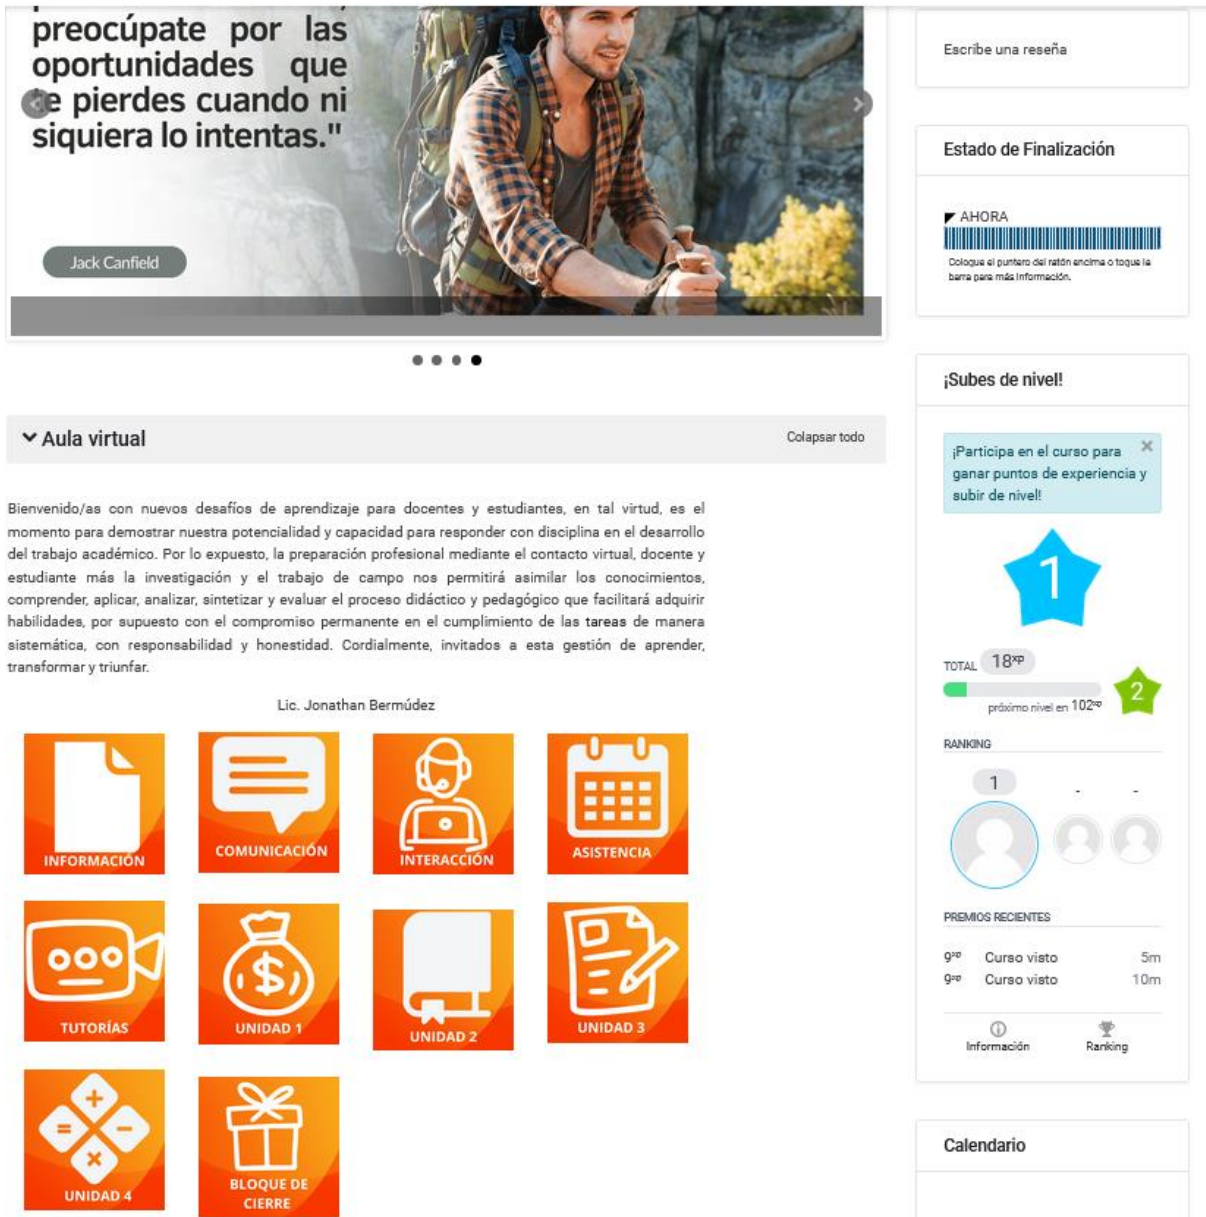 preocúpate por las
oportunidades que
te pierdes cuando ni
siquiera lo intentas."
Jack Canfield
Aula virtual
Colapsar todo
Bienvenido/as con nuevos desafíos de aprendizaje para docentes y estudiantes, en tal virtud, es el
momento para demostrar nuestra potencialidad y capacidad para responder con disciplina en el desarrollo
del trabajo académico. Por lo expuesto, la preparación profesional mediante el contacto virtual, docente y
estudiante más la investigación y el trabajo de campo nos permitirá asimilar los conocimientos,
comprender, aplicar, analizar, sintetizar y evaluar el proceso didáctico y pedagógico que facilitará adquirir
habilidades, por supuesto con el compromiso permanente en el cumplimiento de las tareas de manera
sistemática, con responsabilidad y honestidad. Cordialmente, invitados a esta gestión de aprender,
transformar y triunfar.
Lic. Jonathan Bermúdez
INFORMACIÓN
COMUNICACIÓN
INTERACCIÓN
ASISTENCIA
TUTORÍAS
UNIDAD 1
UNIDAD 2
UNIDAD 3
UNIDAD 4
BLOQUE DE
CIERRE
Escribe una reseña
Estado de Finalización
AHORA
Coloque el puntero del ratón encima o toque la
barra para más información.
¡Subes de nivel!
¡Participa en el curso para
ganar puntos de experiencia y
subir de nivel!
1
TOTAL 18xp
2
próximo nivel en 102xp
RANKING
1 - -
PREMIOS RECIENTES
9xp Curso visto 5m
9xp Curso visto 10m
Información Ranking
Calendario